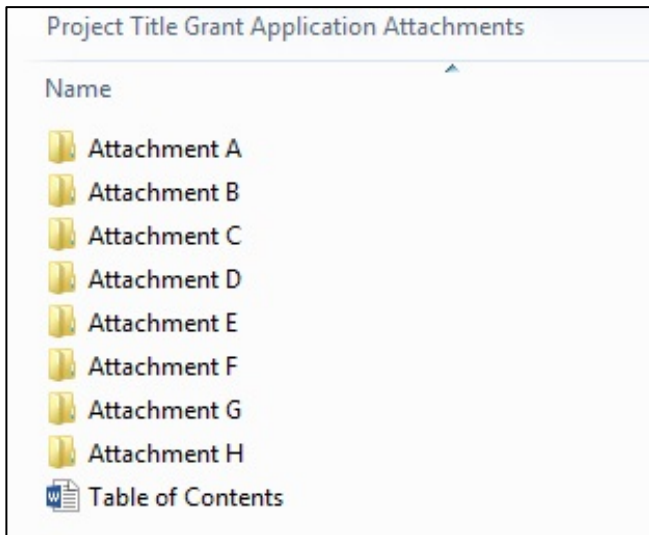 Project Title Grant Application Attachments
Name
Attachment A
Attachment B
Attachment C
Attachment D
Attachment E
Attachment F
Attachment G
Attachment H
Table of Contents